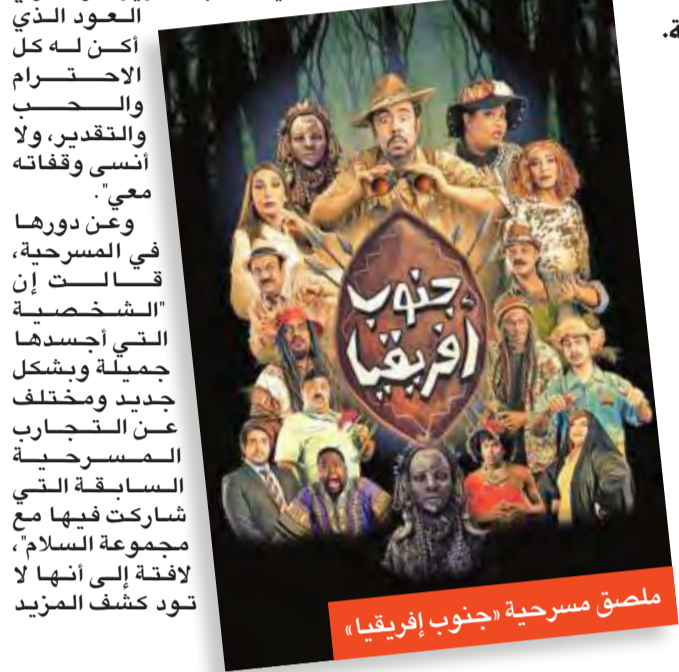 العود الذي
أكن له كل
الاحترام
والحب
والتقدير، ولا
أنسى وقفاته
معي".
وعن دورها
في المسرحية،
قالت إن
"الشخصية
التي أجسدها
جميلة وبشكل
جديد ومختلف
عن التجارب
المسرحية
السابقة التي
شاركت فيها مع
مجموعة السلام"،
لافتة إلى أنها لا
تود كشف المزيد
جنوب
أفريقيا
ملصق مسرحية «جنوب إفريقيا»